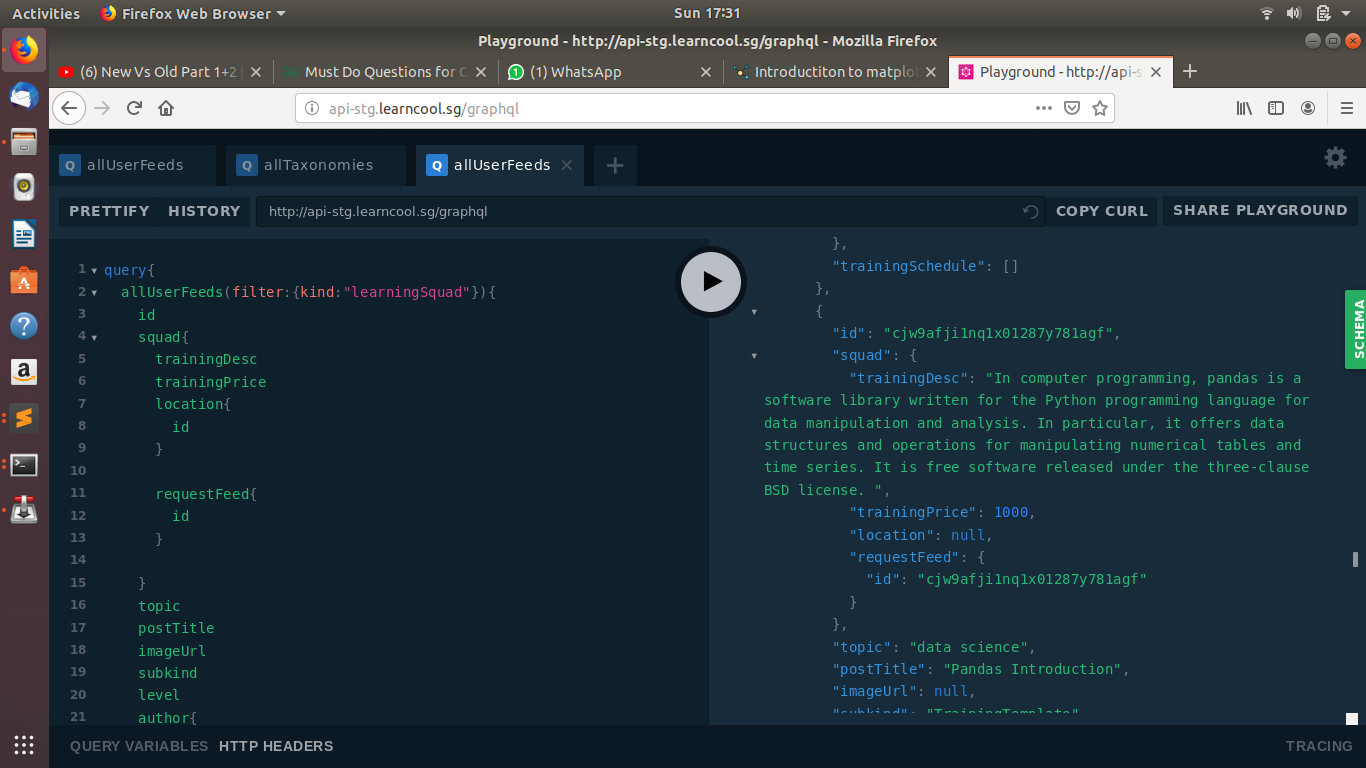 Activities
Firefox Web Browser
Sun 17:31
Playground - http://api-stg.learncool.sg/graphql - Mozilla Firefox
(6) New Vs Old Part 1+2 |
Must Do Questions for C
(1) WhatsApp
Introductiton to matplot
Playground - http://api-s
api-stg.learncool.sg/graphql
Q allUserFeeds
Q allTaxonomies
Q allUserFeeds
PRETTIFY
HISTORY
http://api-stg.learncool.sg/graphql
COPY CURL
SHARE PLAYGROUND
1 query{
2 allUserFeeds(filter:{kind:"learningSquad"}){
3 id
4 squad{
5 trainingDesc
6 trainingPrice
7 location{
8 id
9 }
10
11 requestFeed{
12 id
13 }
14
15 }
16 topic
17 postTitle
18 imageUrl
19 subkind
20 level
21 author{
},
"trainingSchedule": []
},
{
"id": "cjw9afji1nq1x01287y781agf",
"squad": {
"trainingDesc": "In computer programming, pandas is a
software library written for the Python programming language for
data manipulation and analysis. In particular, it offers data
structures and operations for manipulating numerical tables and
time series. It is free software released under the three-clause
BSD license. ",
"trainingPrice": 1000,
"location": null,
"requestFeed": {
"id": "cjw9afji1nq1x01287y781agf"
}
},
"topic": "data science",
"postTitle": "Pandas Introduction",
"imageUrl": null,
"subkind": "TrainingTemplate"
SCHEMA
QUERY VARIABLES
HTTP HEADERS
TRACING